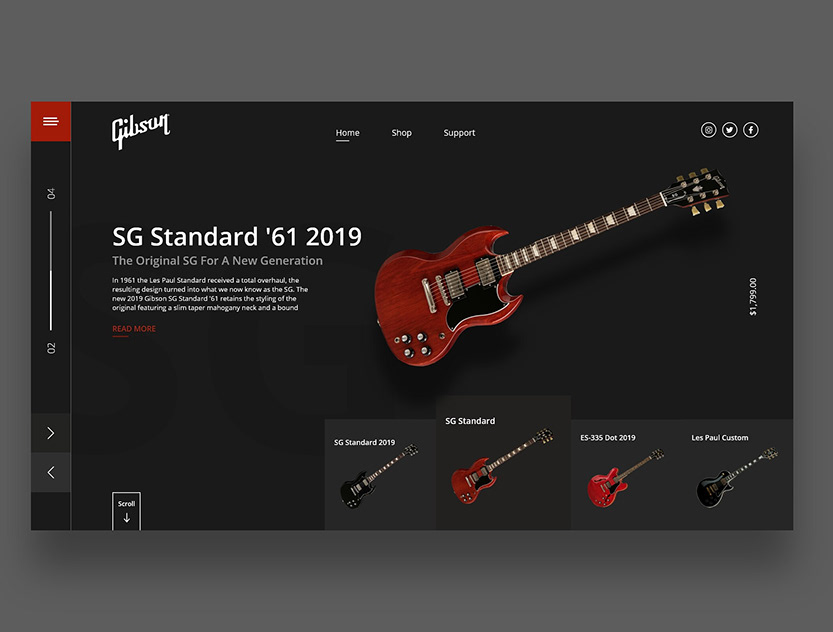 Gibson
Home
Shop
Support
04
02
SG Standard '61 2019
The Original SG For A New Generation
In 1961 the Les Paul Standard received a total overhaul, the
resulting design turned into what we now know as the SG. The
new 2019 Gibson SG Standard '61 retains the styling of the
original featuring a slim taper mahogany neck and a bound
READ MORE
$1,799.00
SG Standard 2019
SG Standard
ES-335 Dot 2019
Les Paul Custom
Scroll